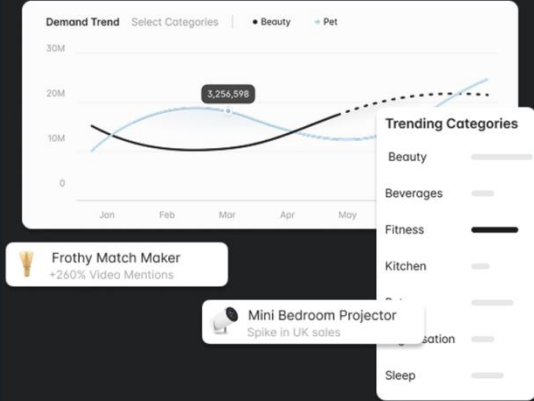 Demand Trend Select Categories Beauty Pet
30M
3,256,598
20M
10M
0
Jan Feb Mar Apr May
Trending Categories
Beauty
Beverages
Fitness
Kitchen
Sleep
Frothy Match Maker
+260% Video Mentions
Mini Bedroom Projector
Spike in UK sales